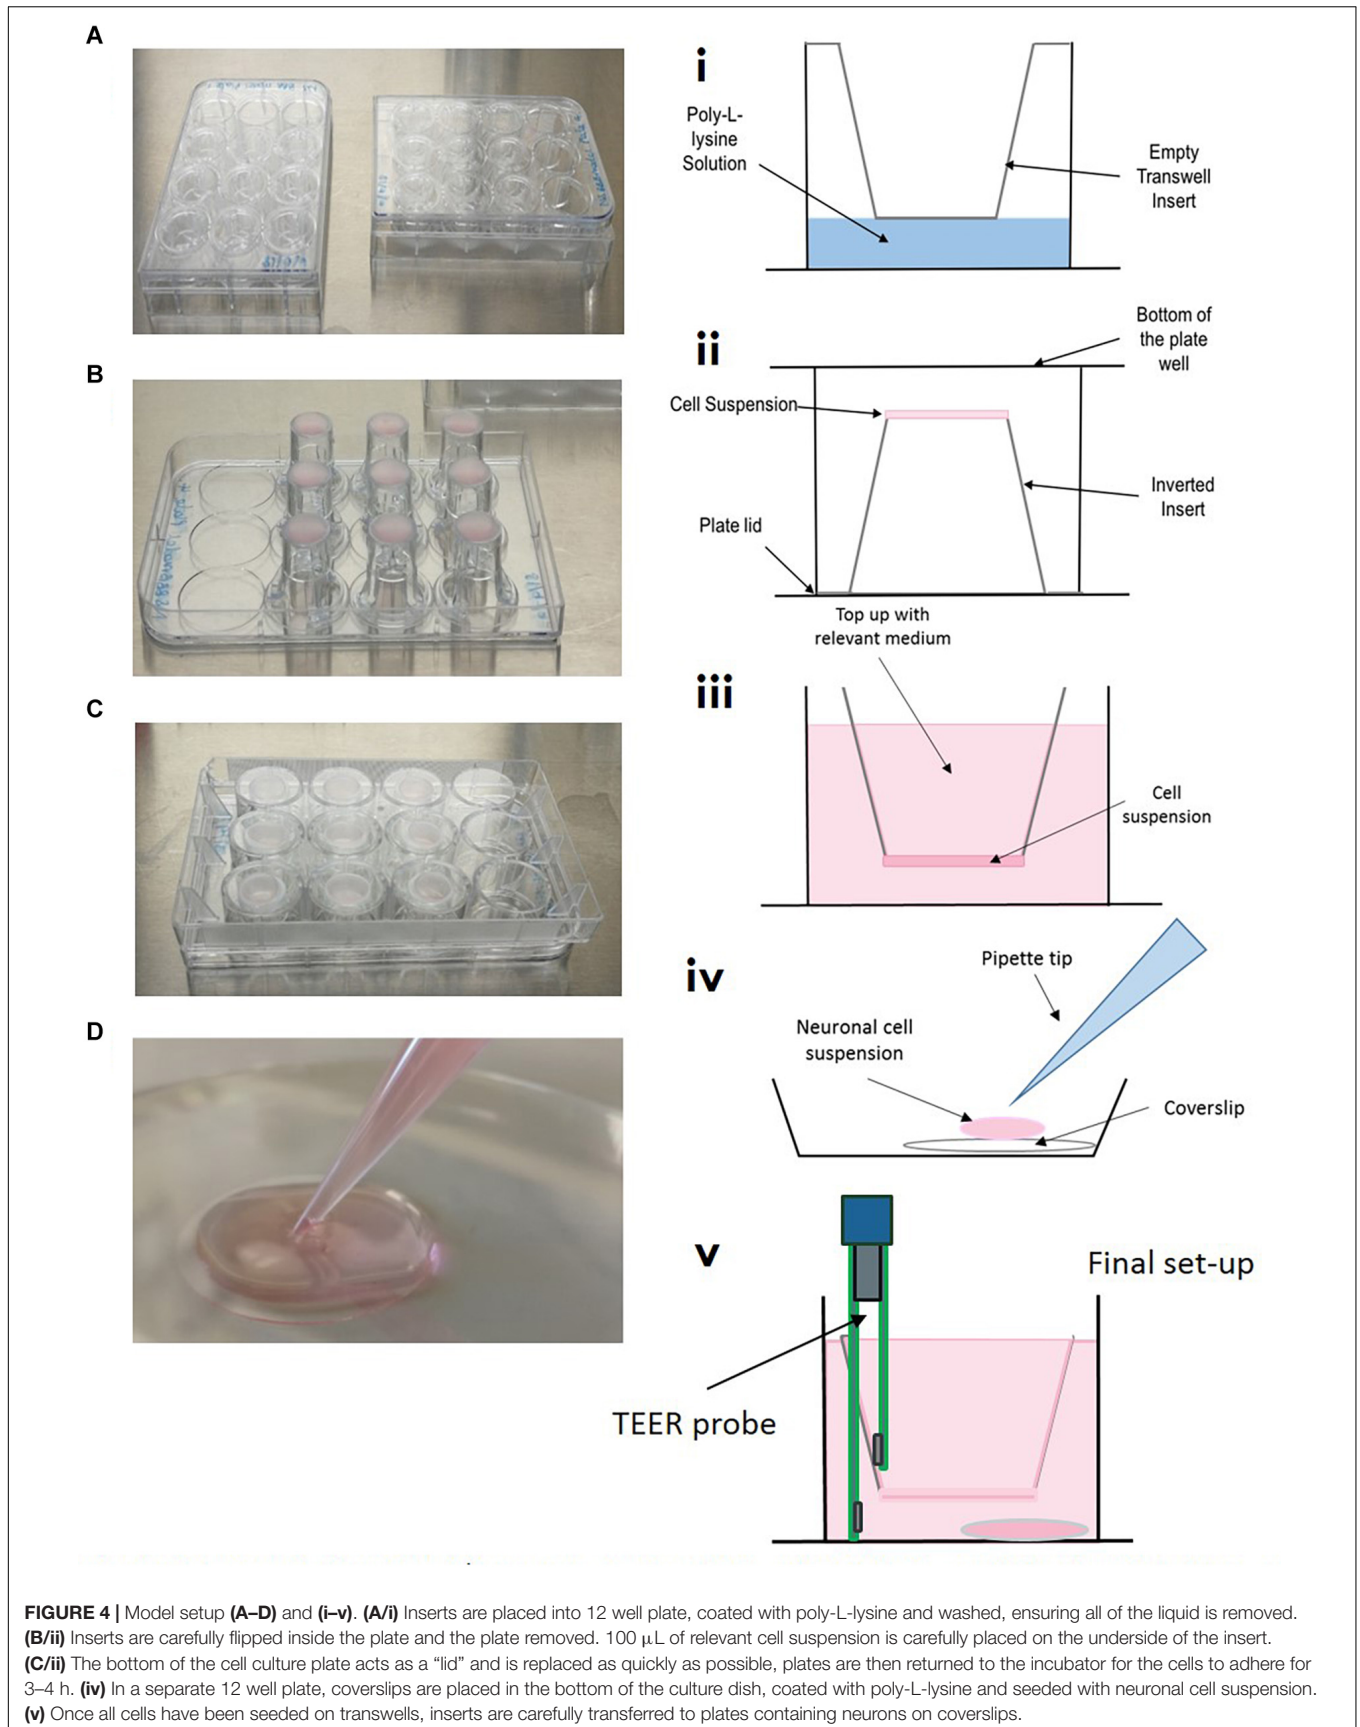 A
i
Poly-L-
lysine
Solution
Empty
Transwell
Insert
B
ii
Bottom of
the plate
well
Cell Suspension
Inverted
Insert
Plate lid
C
iii
Top up with
relevant medium
Cell
suspension
D
iv
Pipette tip
Neuronal cell
suspension
Coverslip
v
Final set-up
TEER probe
FIGURE 4 | Model setup (A–D) and (i–v). (A/i) Inserts are placed into 12 well plate, coated with poly-L-lysine and washed, ensuring all of the liquid is removed.
(B/ii) Inserts are carefully flipped inside the plate and the plate removed. 100 μL of relevant cell suspension is carefully placed on the underside of the insert.
(C/ii) The bottom of the cell culture plate acts as a “lid” and is replaced as quickly as possible, plates are then returned to the incubator for the cells to adhere for
3–4 h. (iv) In a separate 12 well plate, coverslips are placed in the bottom of the culture dish, coated with poly-L-lysine and seeded with neuronal cell suspension.
(v) Once all cells have been seeded on transwells, inserts are carefully transferred to plates containing neurons on coverslips.